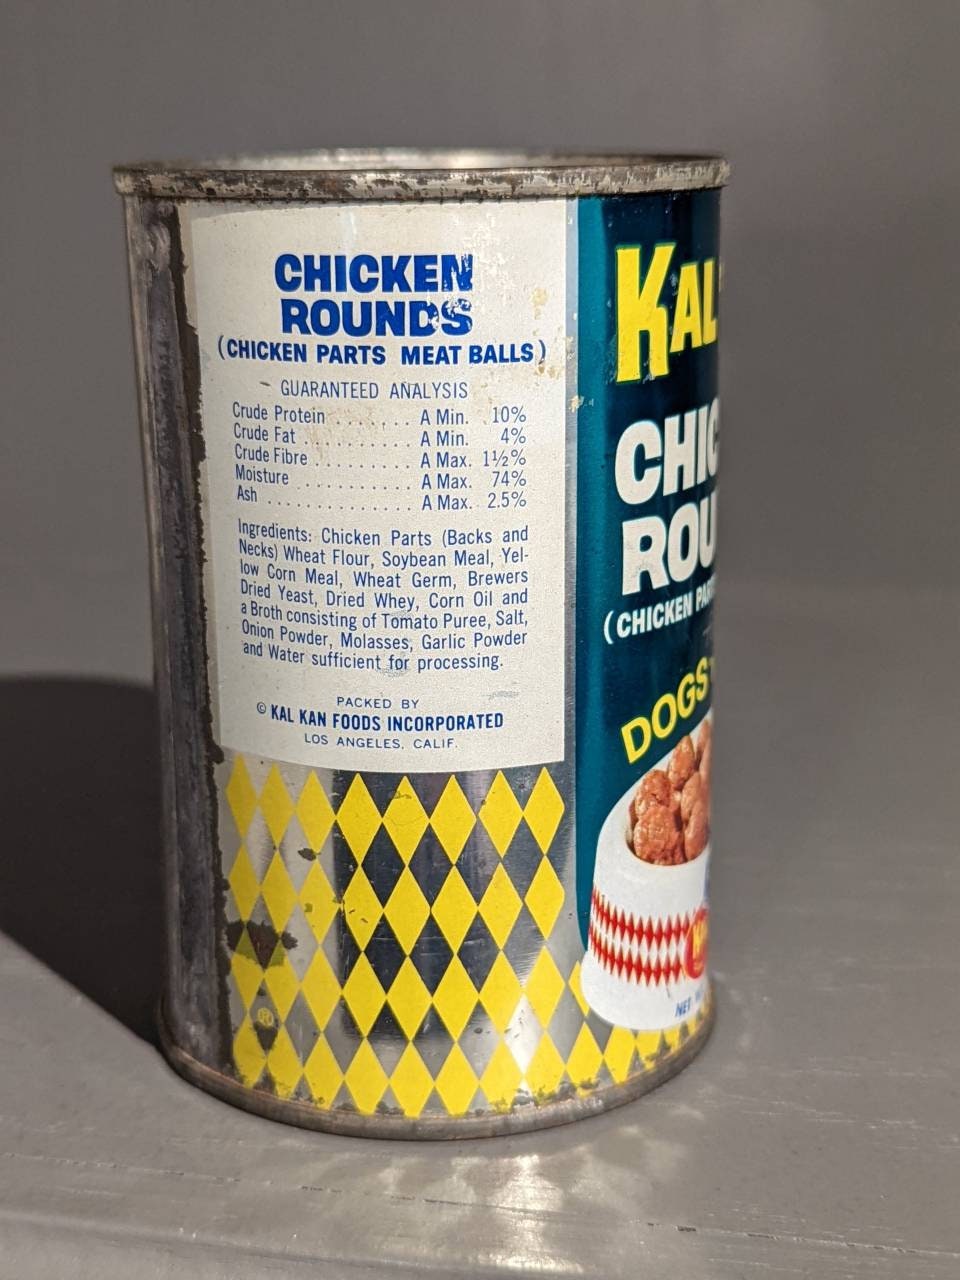 CHICKEN
ROUNDS
(CHICKEN PARTS MEAT BALLS)
GUARANTEED ANALYSIS
Crude Protein ....... A Min. 10%
Crude Fat .......... A Min. 4%
Crude Fibre ......... A Max. 1½%
Moisture ........... A Max. 74%
Ash ............. A Max. 2.5%
Ingredients: Chicken Parts (Backs and
Necks) Wheat Flour, Soybean Meal, Yel-
low Corn Meal, Wheat Germ, Brewers
Dried Yeast, Dried Whey, Corn Oil and
a Broth consisting of Tomato Puree, Salt,
Onion Powder, Molasses, Garlic Powder
and Water sufficient for processing.
PACKED BY
© KAL KAN FOODS INCORPORATED
LOS ANGELES, CALIF.
®
KAL
CHIC
ROU
(CHICKEN PA
DOGS
NET